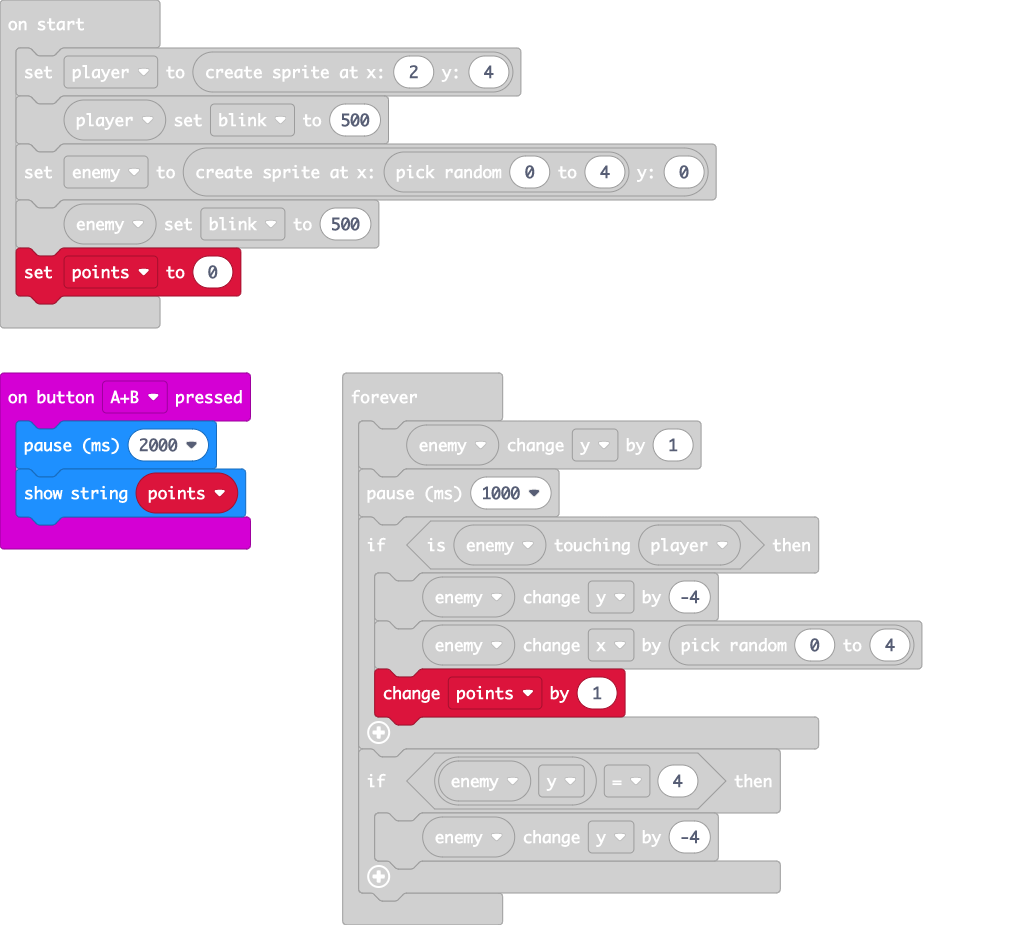 on start
set player to create sprite at x: 2 y: 4
player set blink to 500
set enemy to create sprite at x: pick random 0 to 4 y: 0
enemy set blink to 500
set points to 0
on button A+B pressed
pause (ms) 2000
show string points
forever
enemy change y by 1
pause (ms) 1000
if is enemy touching player then
enemy change y by -4
enemy change x by pick random 0 to 4
change points by 1
if enemy y = 4 then
enemy change y by -4